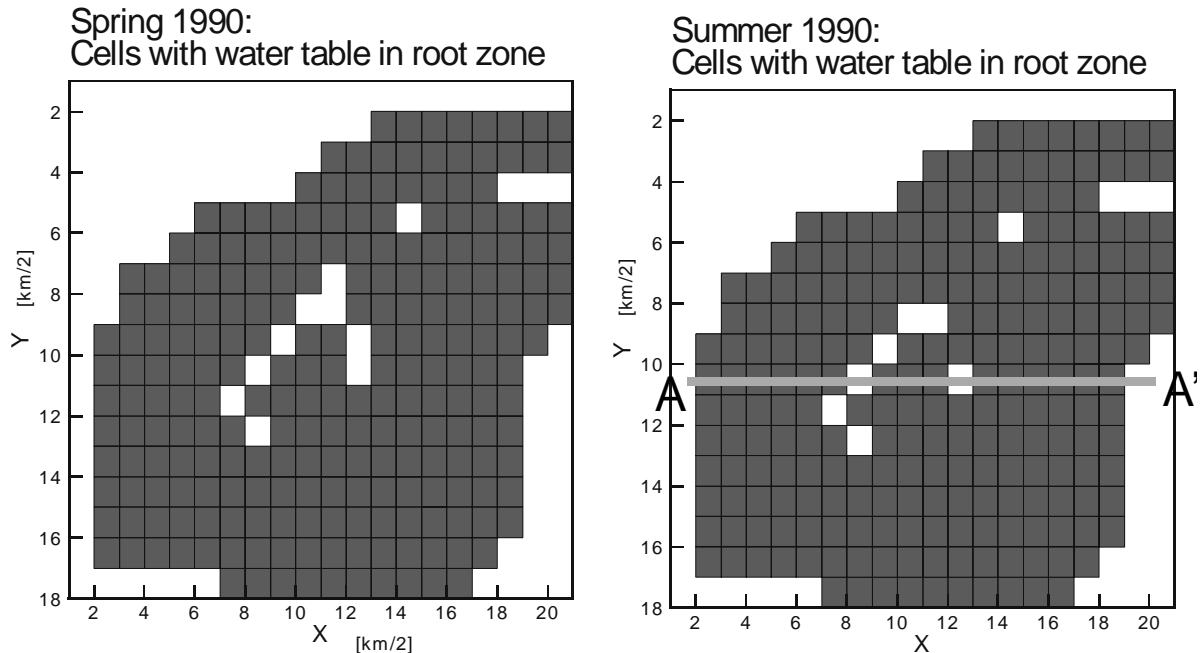 Spring 1990:
Cells with water table in root zone
2
4
6
8
10
12
14
16
18
Y [km/2]
2 4 6 8 10 12 14 16 18 20
X [km/2]
Summer 1990:
Cells with water table in root zone
2
4
6
8
10
12
14
16
18
Y [km/2]
A A’
2 4 6 8 10 12 14 16 18 20
X